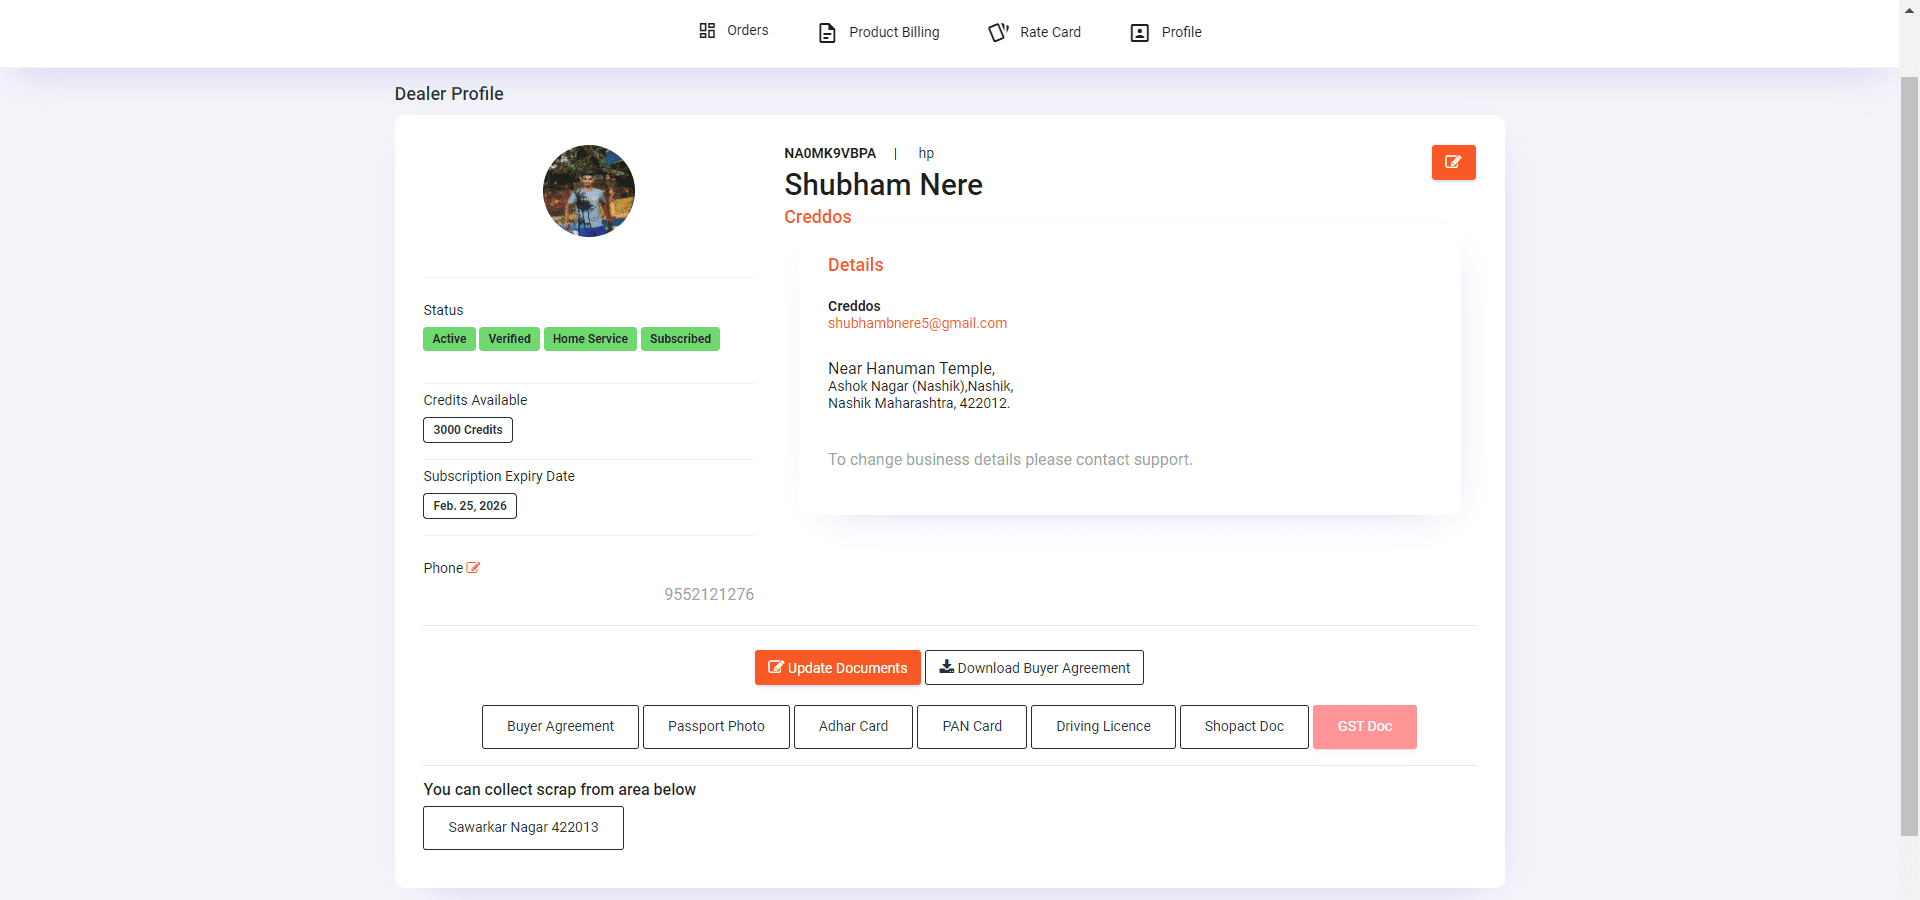 Orders Product Billing Rate Card Profile
Dealer Profile
NA0MK9VBPA | hp
Shubham Nere
Creddos
Details
Creddos
shubhambnere5@gmail.com
Near Hanuman Temple,
Ashok Nagar (Nashik),Nashik,
Nashik Maharashtra, 422012.
To change business details please contact support.
Status
Active Verified Home Service Subscribed
Credits Available
3000 Credits
Subscription Expiry Date
Feb. 25, 2026
Phone
9552121276
Update Documents Download Buyer Agreement
Buyer Agreement Passport Photo Adhar Card PAN Card Driving Licence Shopact Doc GST Doc
You can collect scrap from area below
Sawarkar Nagar 422013